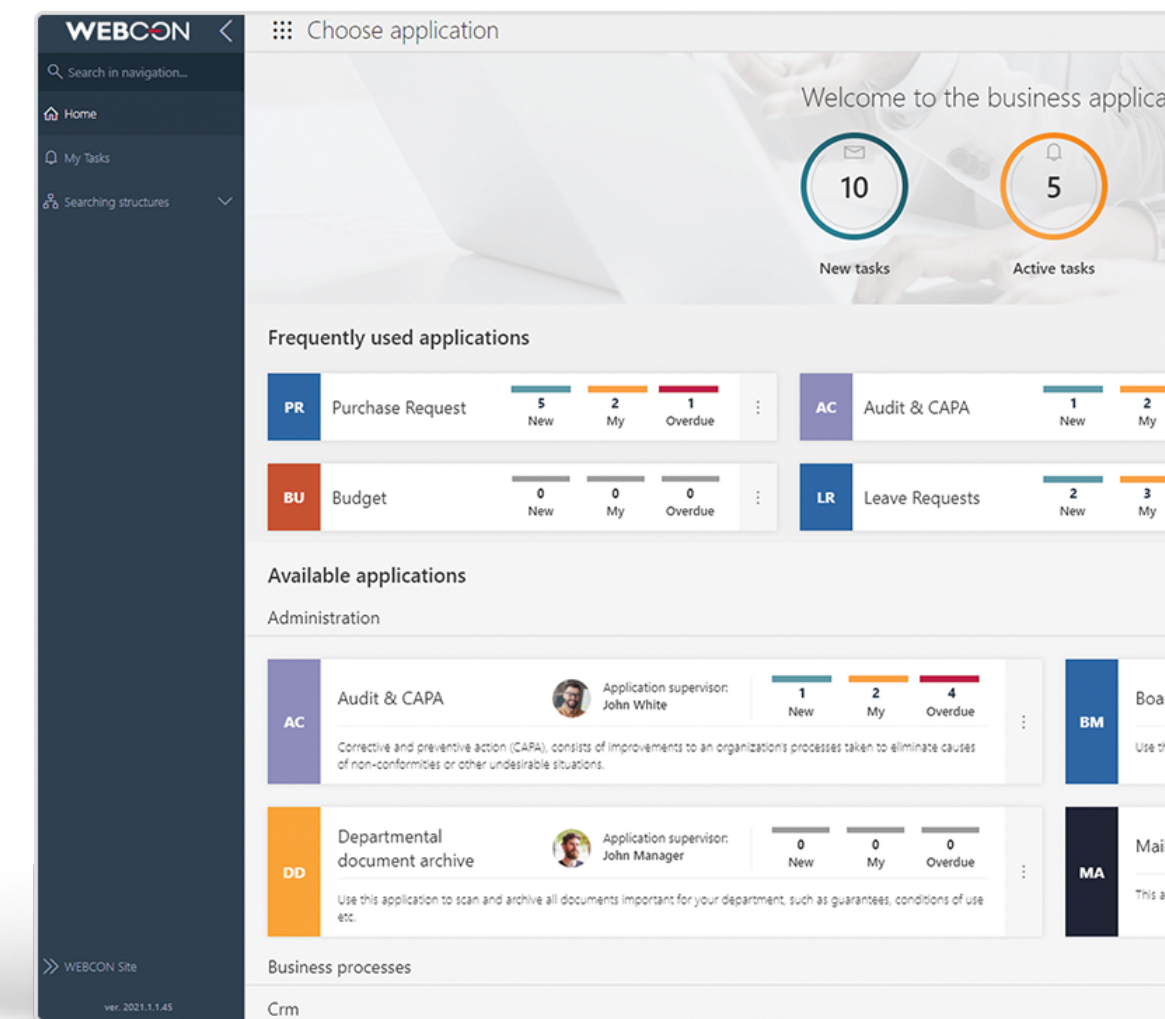 WEBCON
Choose application
Search in navigation...
Home
My Tasks
Searching structures
Welcome to the business
10
5
New tasks
Active tasks
Frequently used applications
PR
Purchase Request
5
New
2
My
1
Overdue
AC
Audit & CAPA
1
New
2
My
BU
Budget
0
New
0
My
0
Overdue
LR
Leave Requests
2
New
3
My
Available applications
Administration
AC
Audit & CAPA
Application supervisor:
John White
1
New
2
My
4
Overdue
Corrective and preventive action (CAPA), consists of improvements to an organization's processes taken to eliminate causes
of non-conformities or other undesirable situations.
BM
DD
Departmental
document archive
Application supervisor:
John Manager
0
New
0
My
0
Overdue
Use this application to scan and archive all documents important for your department, such as guarantees, conditions of use
etc.
MA
Mail
This
Business processes
Crm
WEBCON Site
ver. 2021.1.1.45